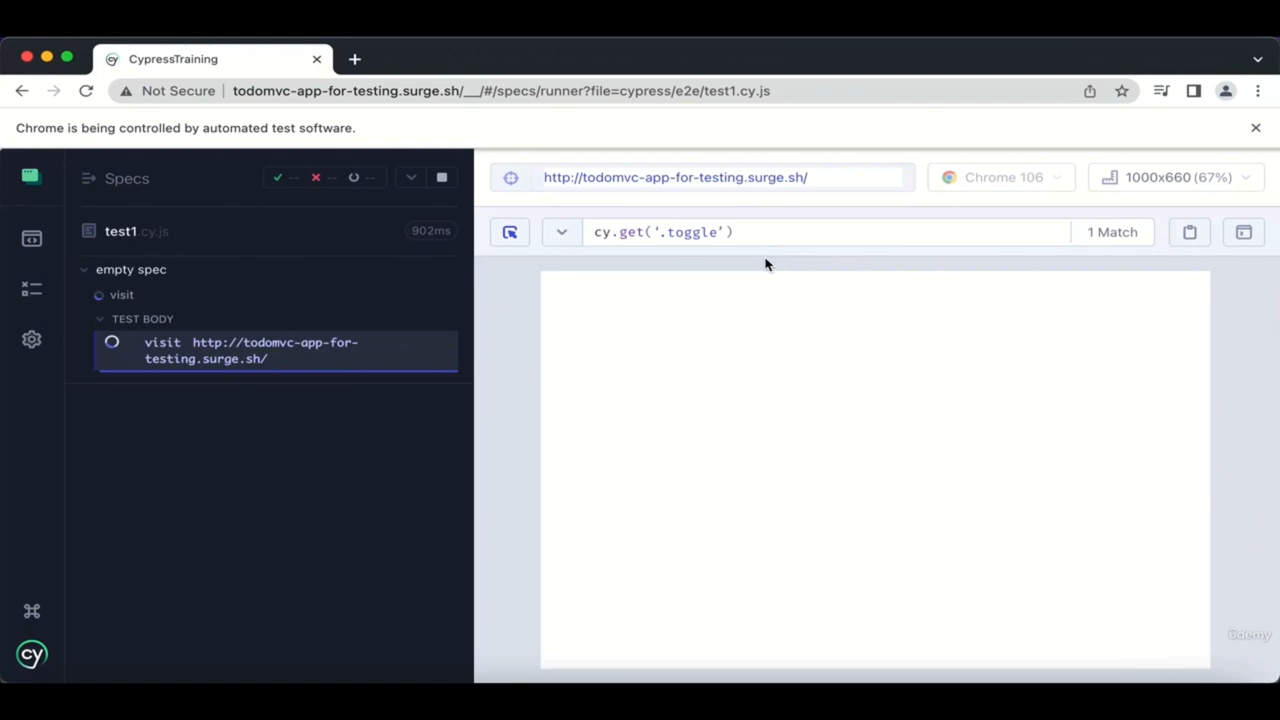 CypressTraining
Not Secure
todomvc-app-for-testing.surge.sh/__/#/specs/runner?file=cypress/e2e/test1.cy.js
Chrome is being controlled by automated test software.
Specs
--
--
--
http://todomvc-app-for-testing.surge.sh/
Chrome 106
1000x660 (67%)
test1 cy.js
902ms
cy.get('.toggle')
1 Match
empty spec
visit
TEST BODY
visit http://todomvc-app-for-
testing.surge.sh/
cy
ûdemy